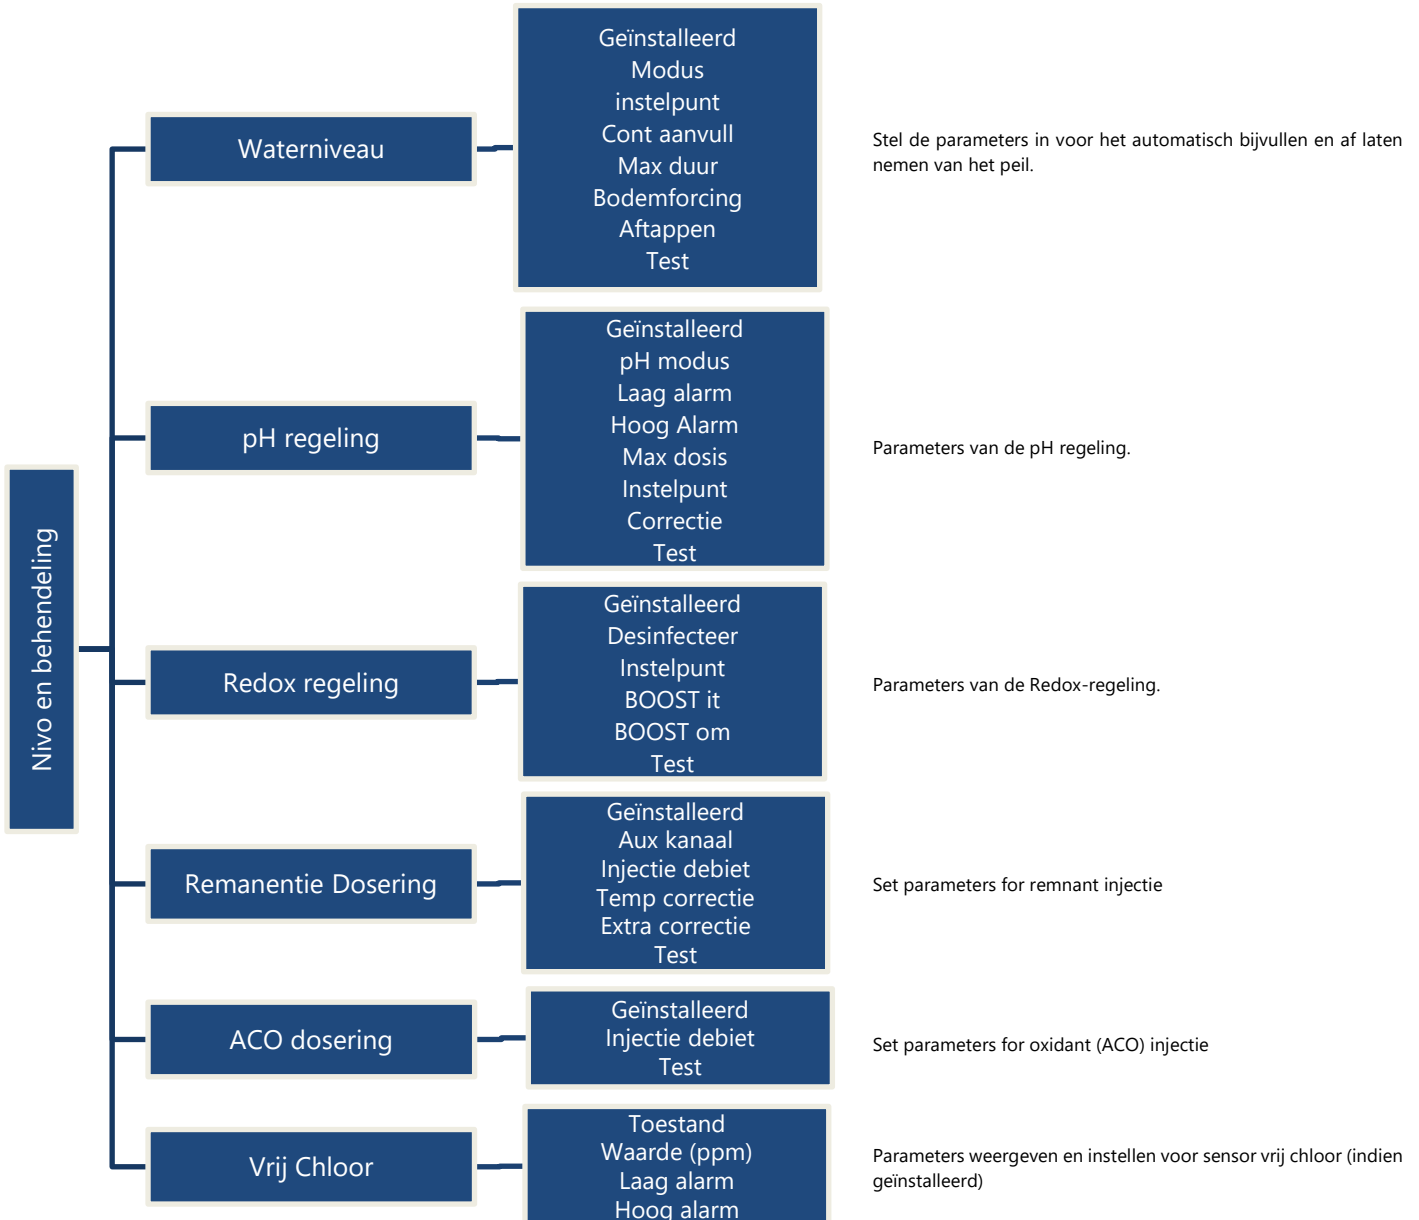 Nivo en behendeling
Waterniveau
Geïnstalleerd
Modus
instelpunt
Cont aanvull
Max duur
Bodemforcing
Aftappen
Test
Stel de parameters in voor het automatisch bijvullen en af laten
nemen van het peil.
pH regeling
Geïnstalleerd
pH modus
Laag alarm
Hoog Alarm
Max dosis
Instelpunt
Correctie
Test
Parameters van de pH regeling.
Redox regeling
Geïnstalleerd
Desinfecteer
Instelpunt
BOOST it
BOOST om
Test
Parameters van de Redox-regeling.
Remanentie Dosering
Geïnstalleerd
Aux kanaal
Injectie debiet
Temp correctie
Extra correctie
Test
Set parameters for remnant injectie
ACO dosering
Geïnstalleerd
Injectie debiet
Test
Set parameters for oxidant (ACO) injectie
Vrij Chloor
Toestand
Waarde (ppm)
Laag alarm
Hoog alarm
Parameters weergeven en instellen voor sensor vrij chloor (indien
geïnstalleerd)